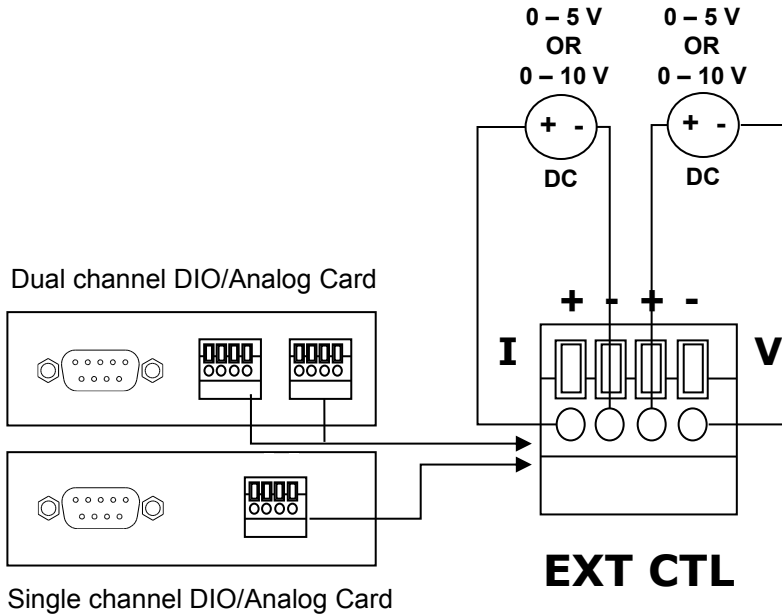 0 – 5 V
OR
0 – 10 V
+ -
DC
0 – 5 V
OR
0 – 10 V
+ -
DC
Dual channel DIO/Analog Card
+ - + -
I
V
EXT CTL
Single channel DIO/Analog Card